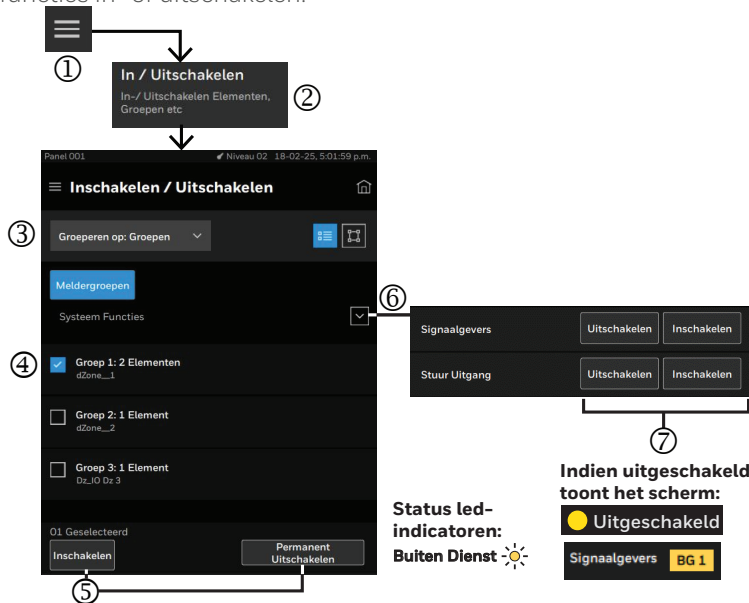 functies in- of uitschakelen.
①
In / Uitschakelen
In-/ Uitschakelen Elementen,
Groepen etc
②
Panel 001
Niveau 02 18-02-25, 5:01:59 p.m.
Inschakelen / Uitschakelen
③
Groeperen op: Groepen
Meldergroepen
Systeem Functies
⑥
④
Groep 1: 2 Elementen
dZone__1
Groep 2: 1 Element
dZone__2
Groep 3: 1 Element
Dz_IO Dz 3
01 Geselecteerd
Inschakelen
Permanent
Uitschakelen
⑤
Signaalgevers Uitschakelen Inschakelen
Stuur Uitgang Uitschakelen Inschakelen
⑦
Indien uitgeschakeld
toont het scherm:
Uitgeschakeld
Signaalgevers BG 1
Status led-
indicatoren:
Buiten Dienst